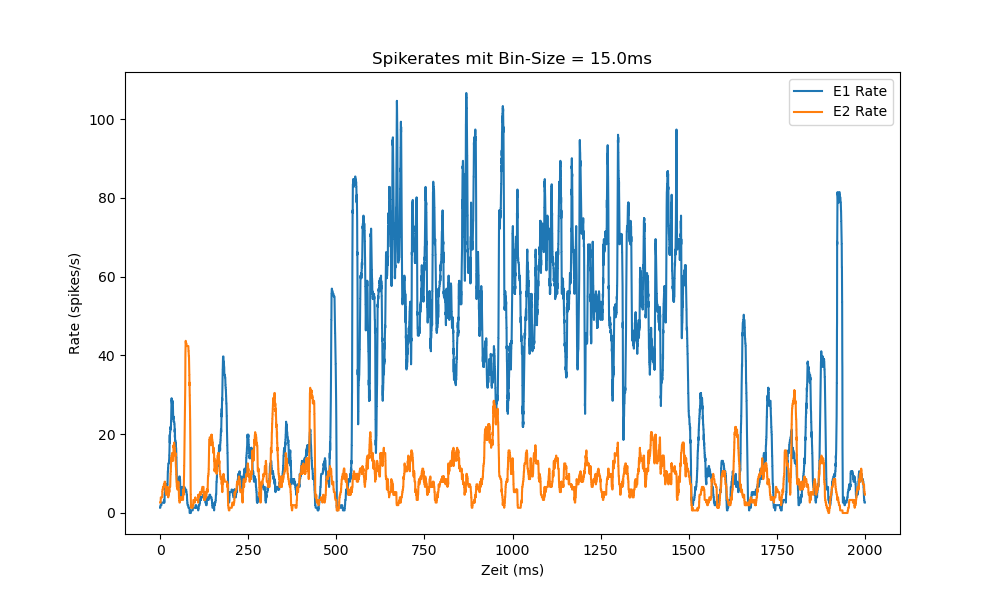 Spikerates mit Bin-Size = 15.0ms
E1 Rate
E2 Rate
100
80
60
40
20
0
Rate (spikes/s)
0 250 500 750 1000 1250 1500 1750 2000
Zeit (ms)